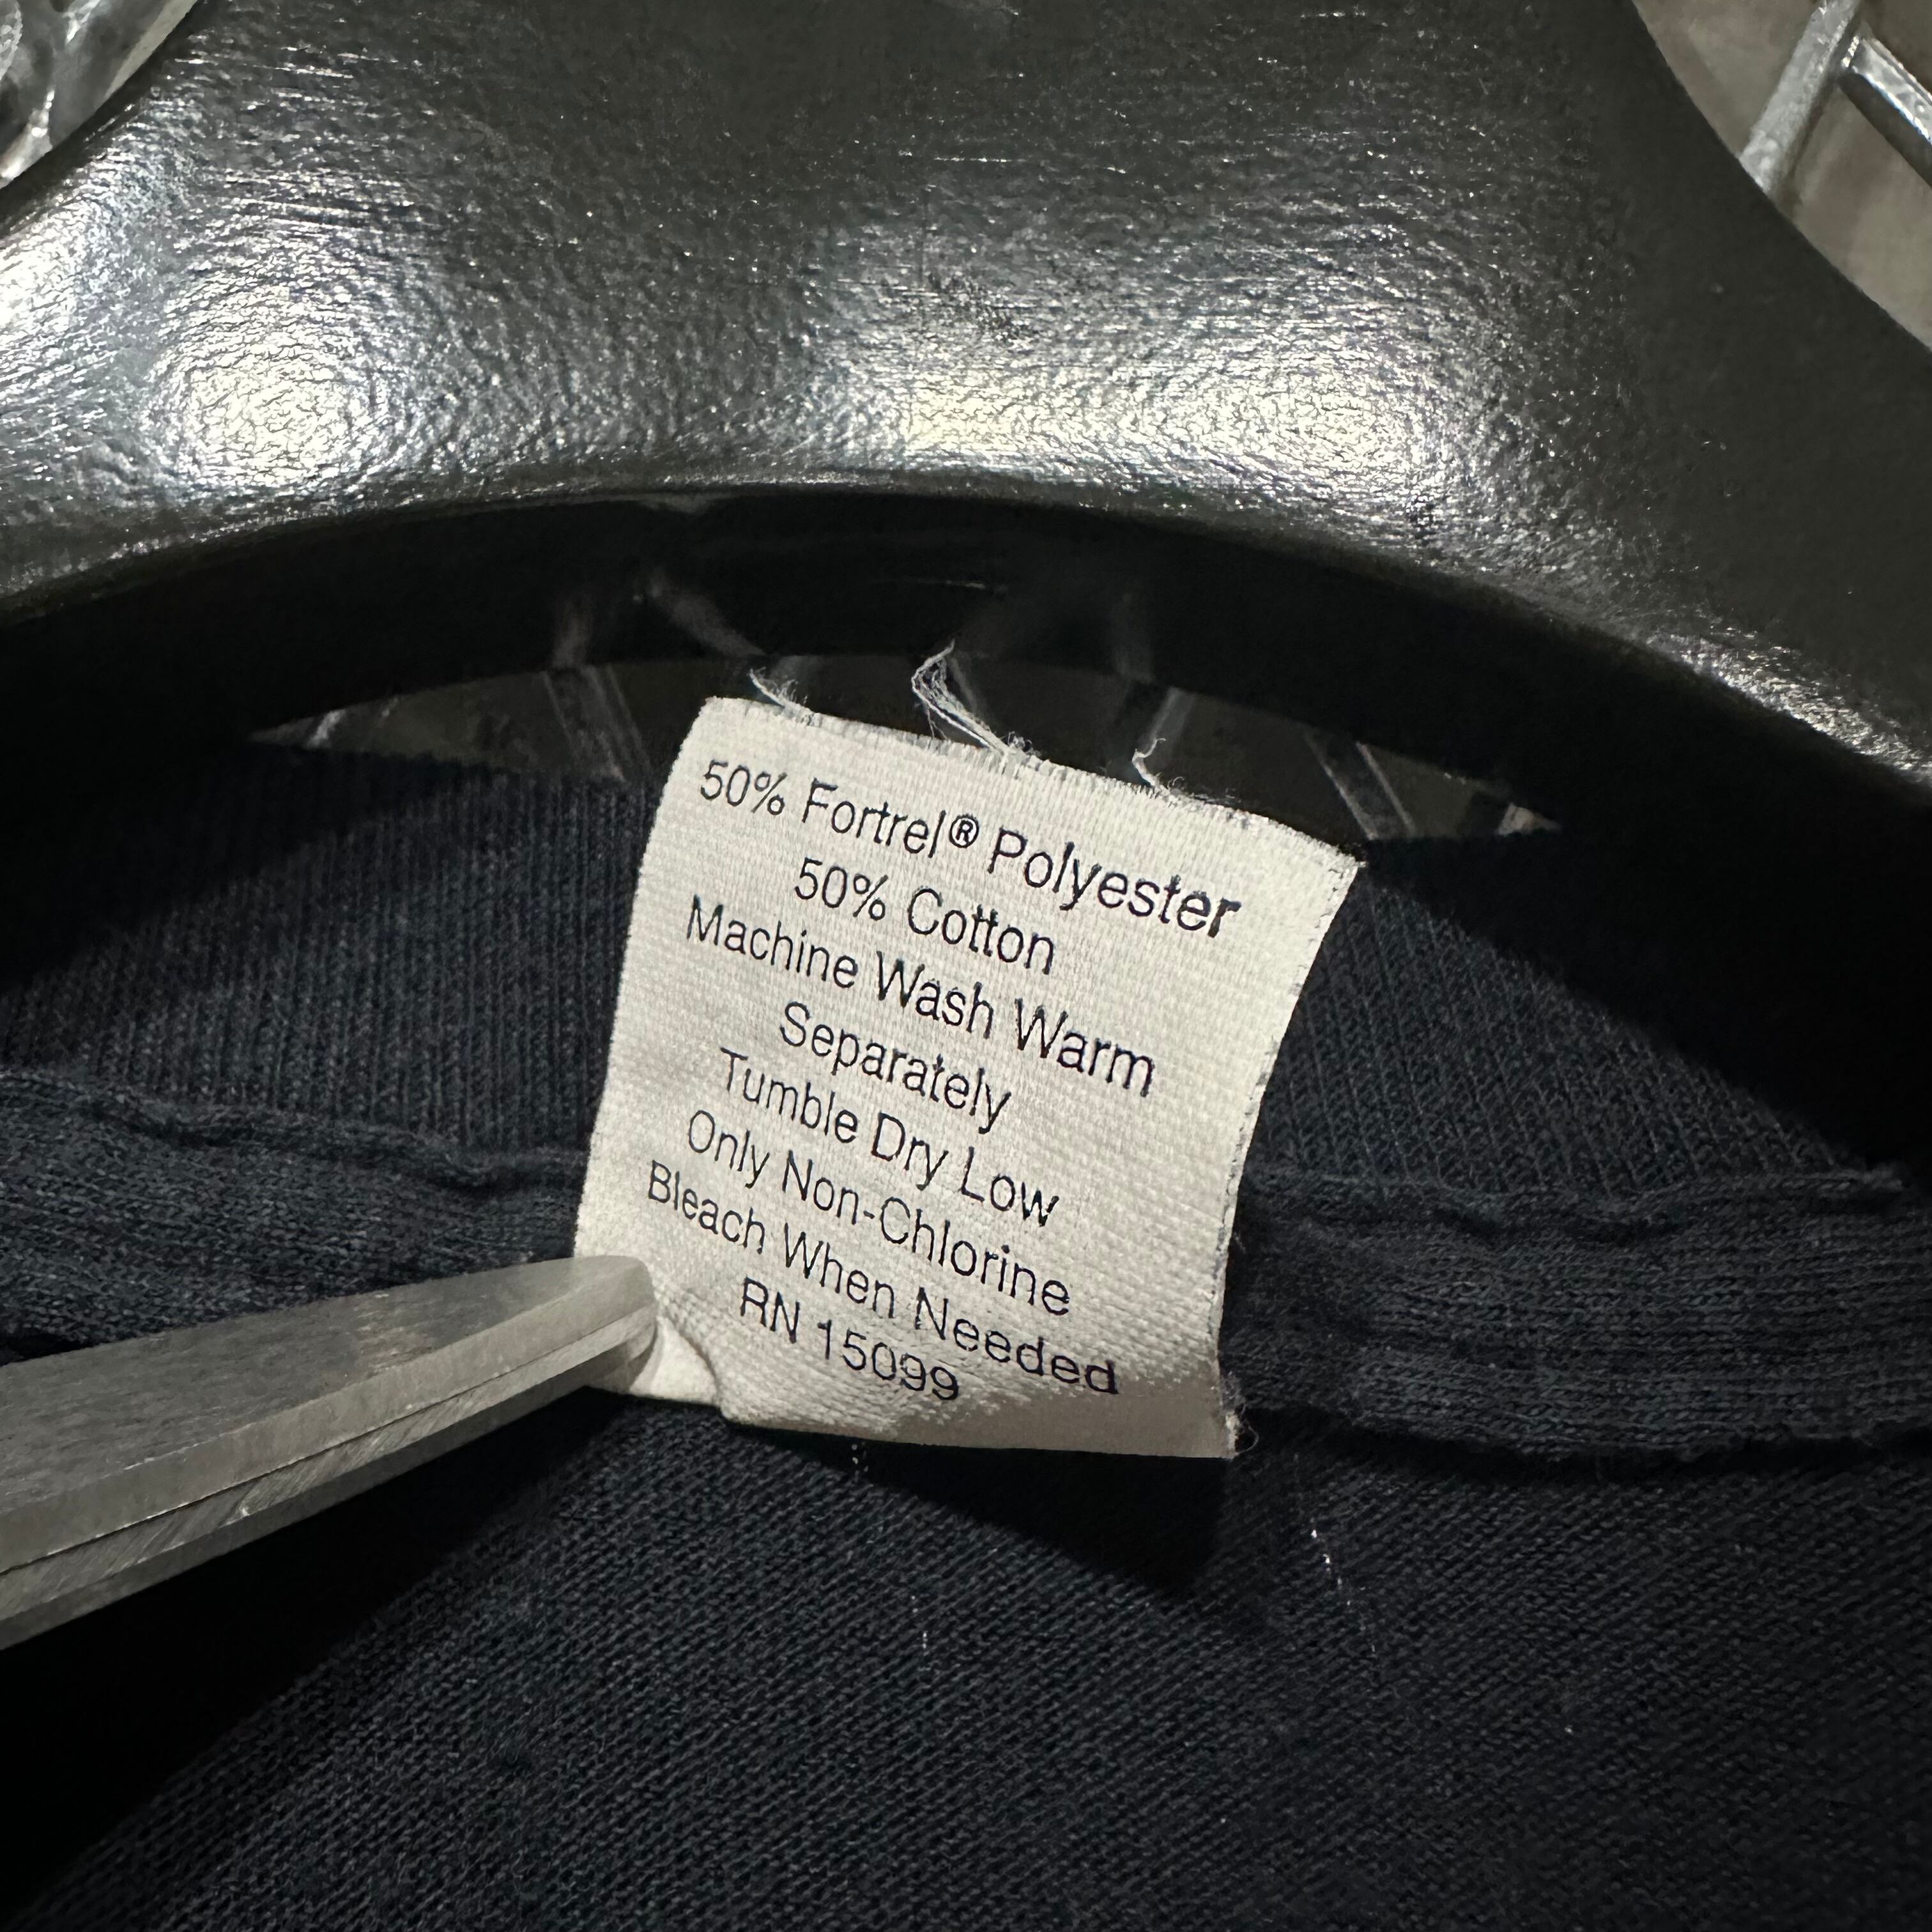 50% Fortrel® Polyester
50% Cotton
Machine Wash Warm
Separately
Tumble Dry Low
Only Non-Chlorine
Bleach When Needed
RN 15099